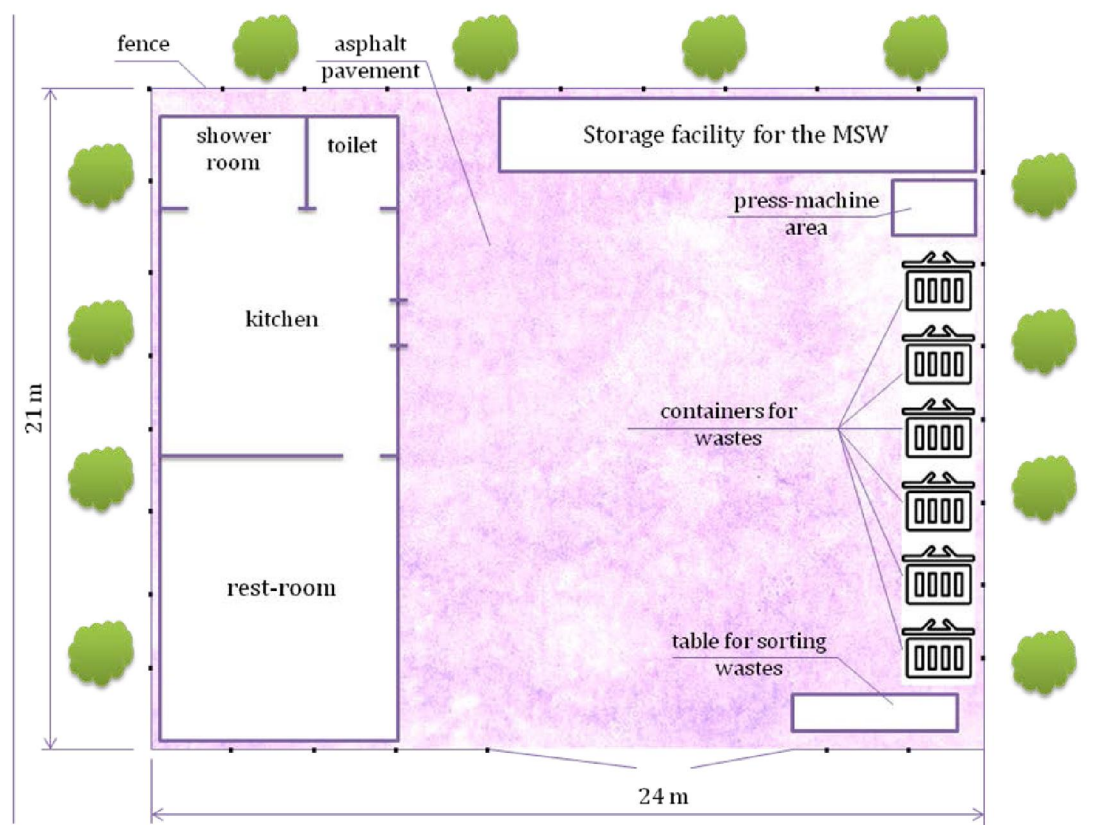 fence
asphalt
pavement
shower
room
toilet
Storage facility for the MSW
press-machine
area
kitchen
containers for
wastes
21 m
rest-room
table for sorting
wastes
24 m